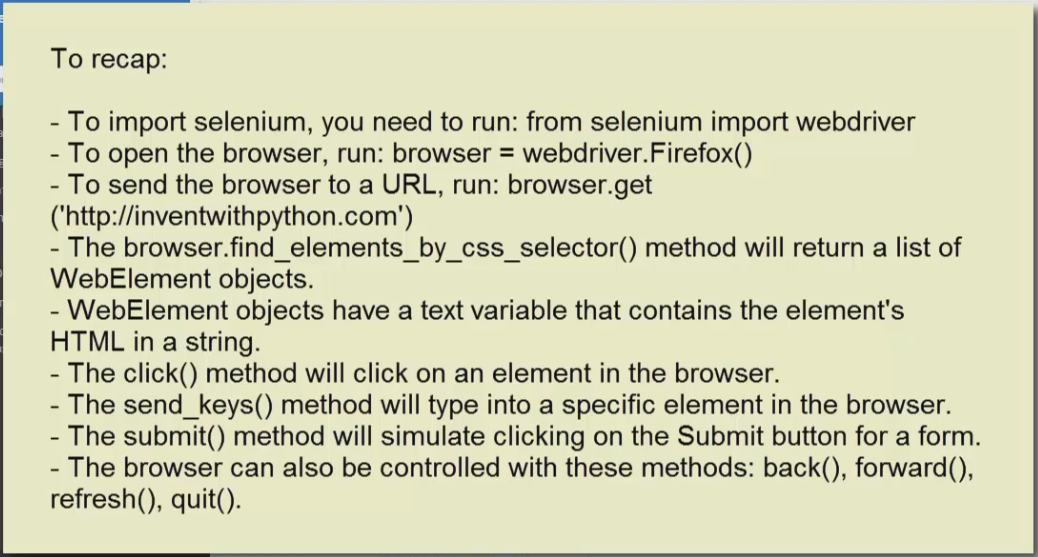 To recap:
- To import selenium, you need to run: from selenium import webdriver
- To open the browser, run: browser = webdriver.Firefox()
- To send the browser to a URL, run: browser.get
('http://inventwithpython.com')
- The browser.find_elements_by_css_selector() method will return a list of
WebElement objects.
- WebElement objects have a text variable that contains the element's
HTML in a string.
- The click() method will click on an element in the browser.
- The send_keys() method will type into a specific element in the browser.
- The submit() method will simulate clicking on the Submit button for a form.
- The browser can also be controlled with these methods: back(), forward(),
refresh(), quit().